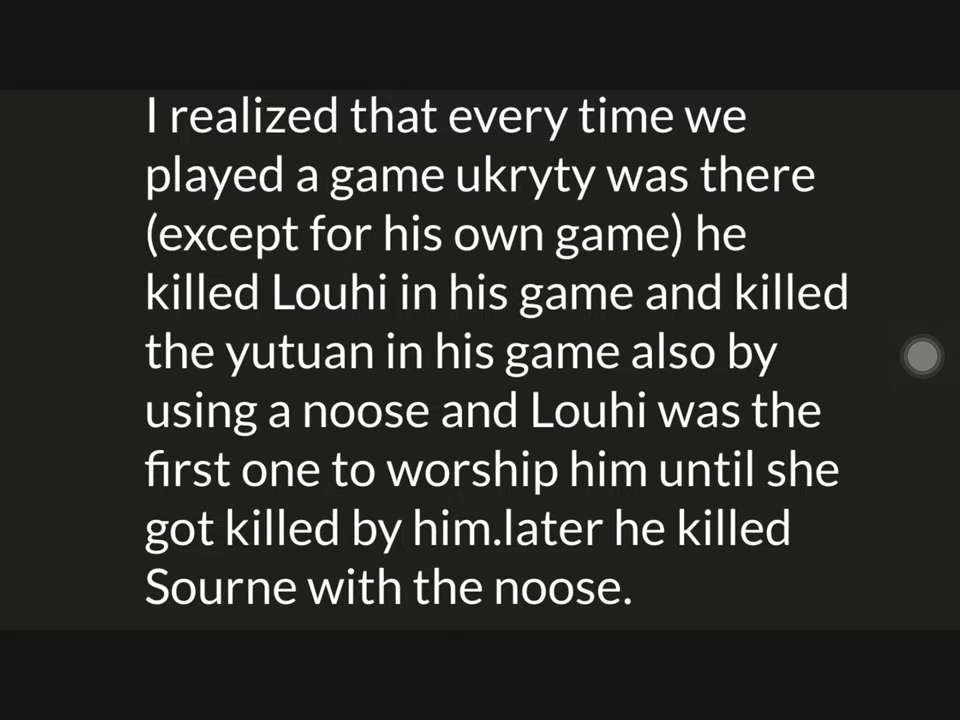 I realized that every time we
played a game ukryty was there
(except for his own game) he
killed Louhi in his game and killed
the yutuan in his game also by
using a noose and Louhi was the
first one to worship him until she
got killed by him.later he killed
Sourne with the noose.